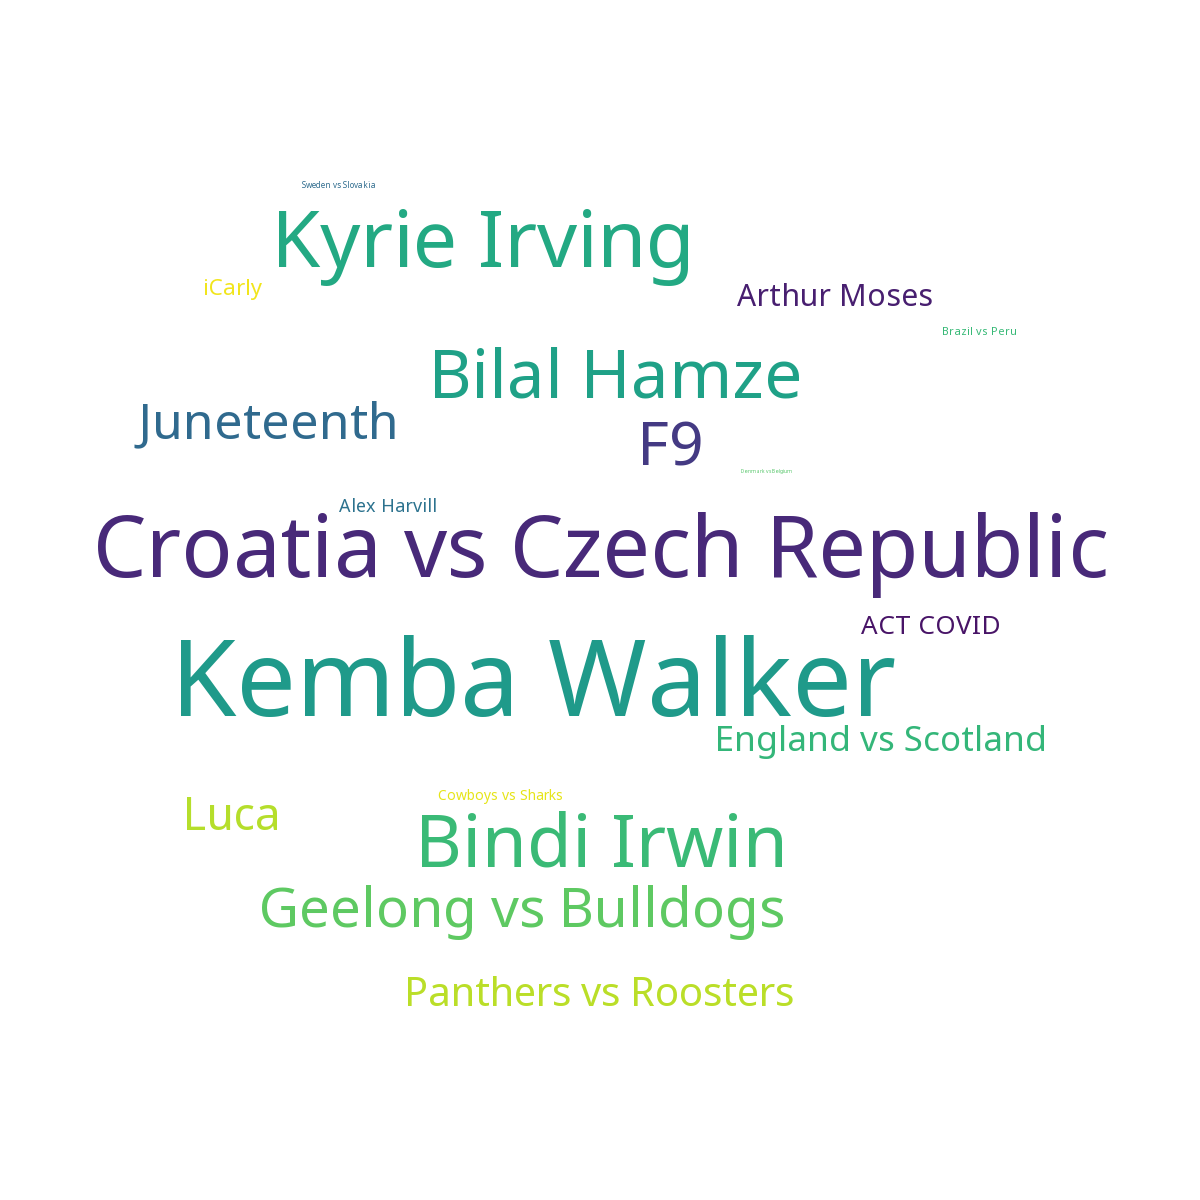 Sweden vs Slovakia
Kyrie Irving
iCarly
Arthur Moses
Brazil vs Peru
Bilal Hamze
Juneteenth
F9
Denmark vs Belgium
Alex Harvill
Croatia vs Czech Republic
ACT COVID
Kemba Walker
England vs Scotland
Cowboys vs Sharks
Luca
Bindi Irwin
Geelong vs Bulldogs
Panthers vs Roosters